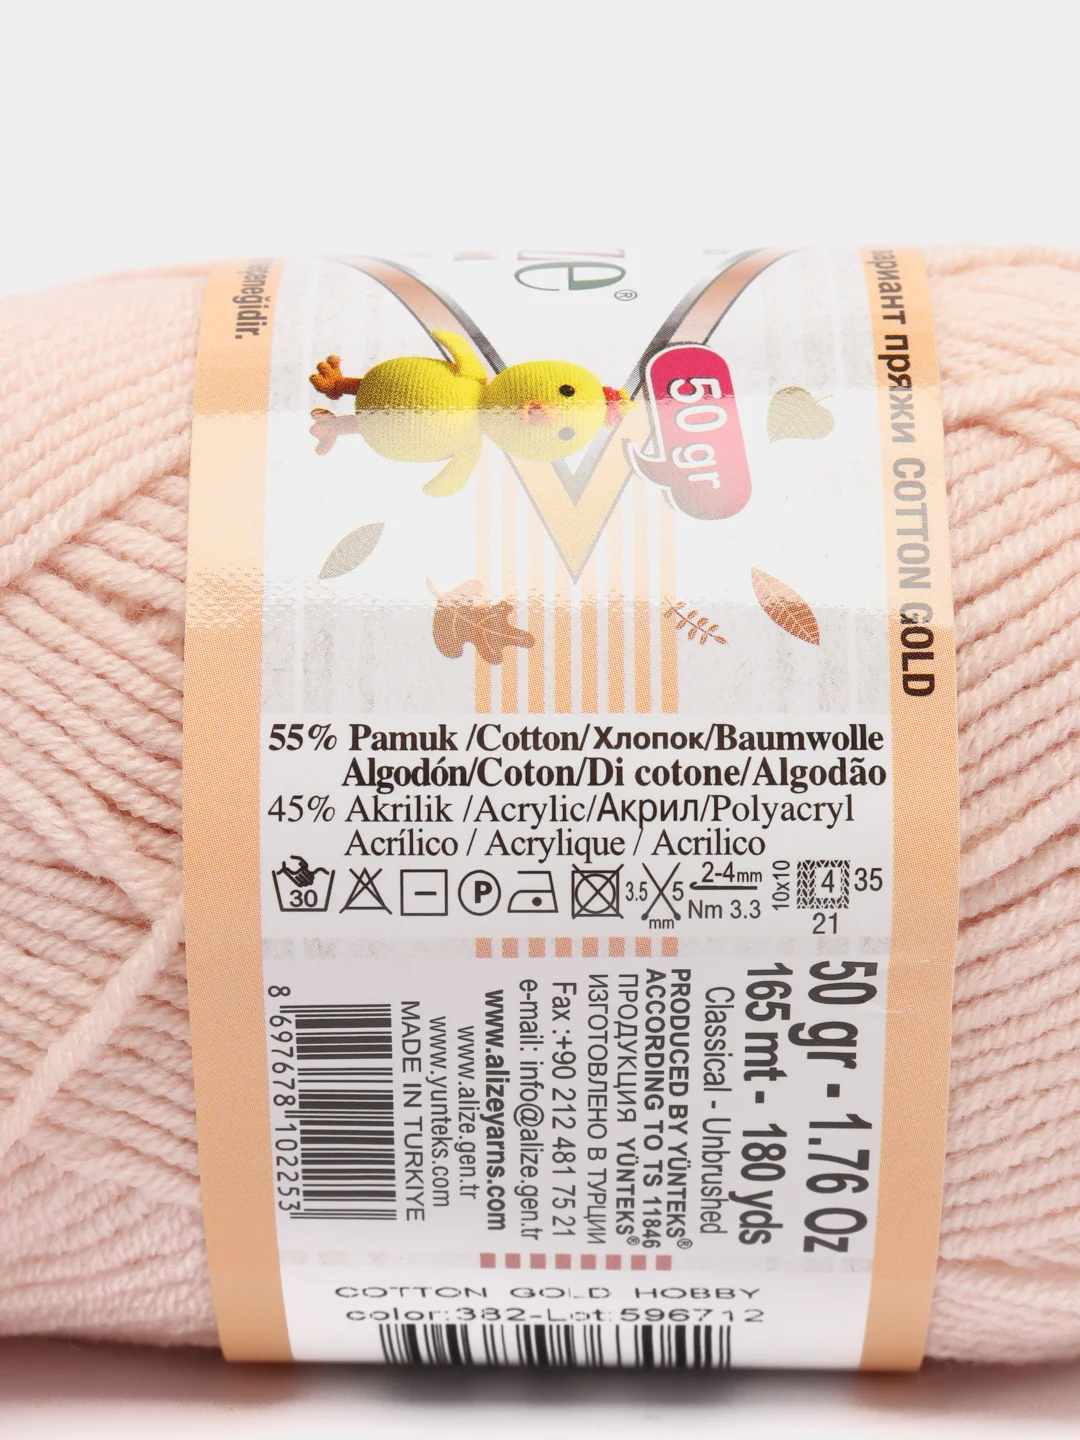 ze®
50 gr
вариант пряжи COTTON GOLD
55% Pamuk /Cotton/Хлопок/Baumwolle
Algodón/Coton/Di cotone/Algodão
45% Akrilik /Acrylic/Акрил/Polyacryl
Acrílico / Acrylique / Acrilico
30
P
3.5
5
mm
2-4mm
Nm 3.3
10x10
4
35
21
50 gr - 1.76 Oz
165 mt - 180 yds
Classical - Unbrushed
PRODUCED BY YÜNTEKS®
ACCORDING TO TS 11846
ПРОДУКЦИЯ YÜNTEKS®
ИЗГОТОВЛЕНО В ТУРЦИИ
e-mail: info@alize.gen.tr
Fax :+90 212 481 75 21
www.alizeyarns.com
www.alize.gen.tr
www.yunteks.com
MADE IN TURKIYE
8 697678 102253
COTTON GOLD HOBBY
color:382-Lot:596712